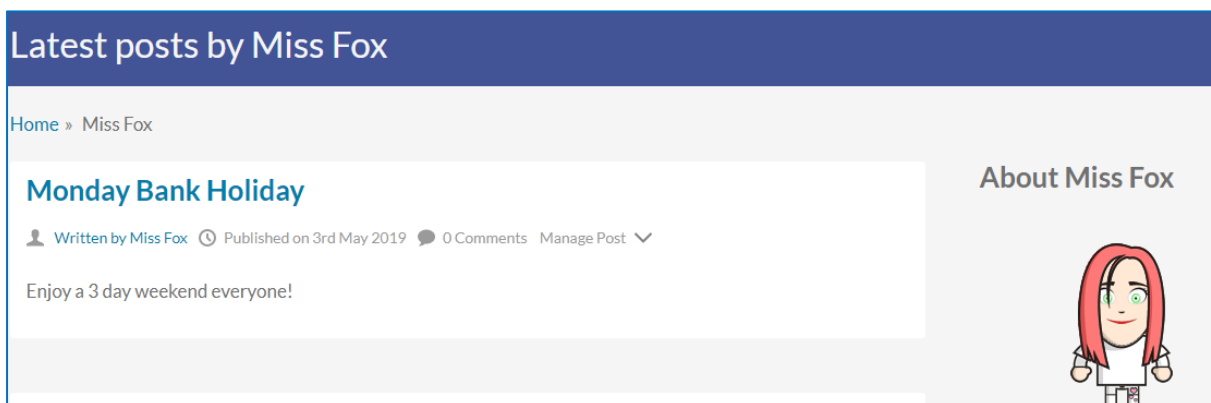 Latest posts by Miss Fox
Home » Miss Fox
Monday Bank Holiday
Written by Miss Fox Published on 3rd May 2019 0 Comments Manage Post
Enjoy a 3 day weekend everyone!
About Miss Fox